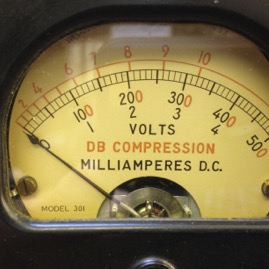 2 4 6 7 8 9 10
0 100 200 300 400 500
1 2 3 4
VOLTS
DB COMPRESSION
MILLIAMPERES D.C.
MODEL 301